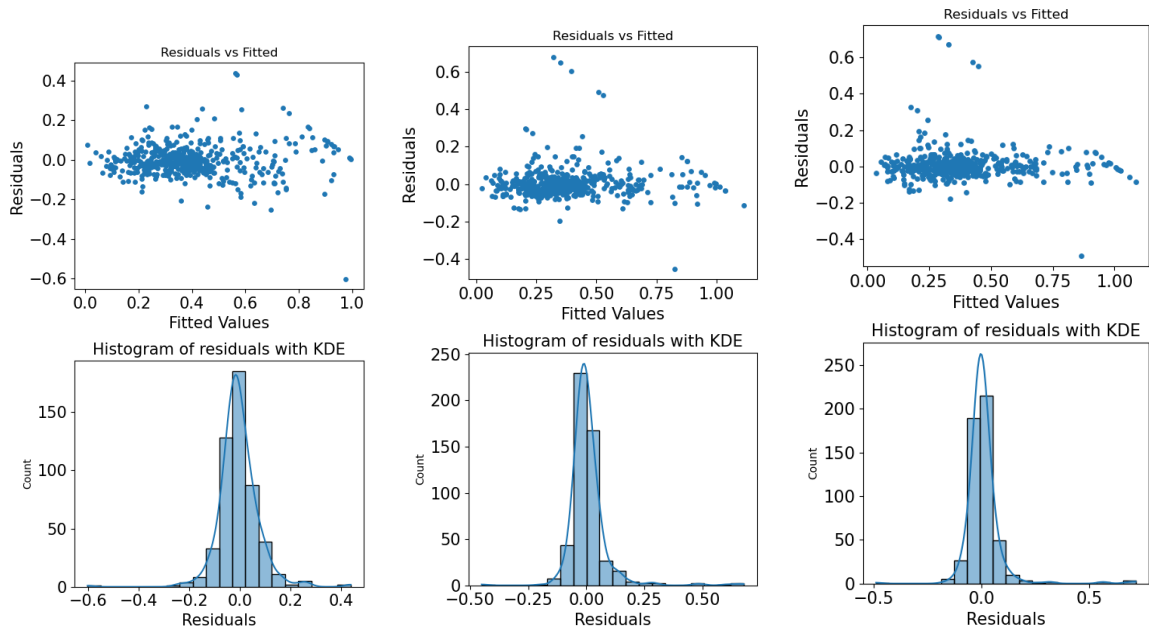 Residuals vs Fitted
Residuals
0.4
0.2
0.0
−0.2
−0.4
−0.6
0.0 0.2 0.4 0.6 0.8 1.0
Fitted Values
Residuals vs Fitted
Residuals
0.6
0.4
0.2
0.0
−0.2
−0.4
0.00 0.25 0.50 0.75 1.00
Fitted Values
Residuals vs Fitted
Residuals
0.6
0.4
0.2
0.0
−0.2
−0.4
0.00 0.25 0.50 0.75 1.00
Fitted Values
Histogram of residuals with KDE
Count
150
100
50
0
−0.6 −0.4 −0.2 0.0 0.2 0.4
Residuals
Histogram of residuals with KDE
Count
250
200
150
100
50
0
−0.50 −0.25 0.00 0.25 0.50
Residuals
Histogram of residuals with KDE
Count
250
200
150
100
50
0
−0.5 0.0 0.5
Residuals